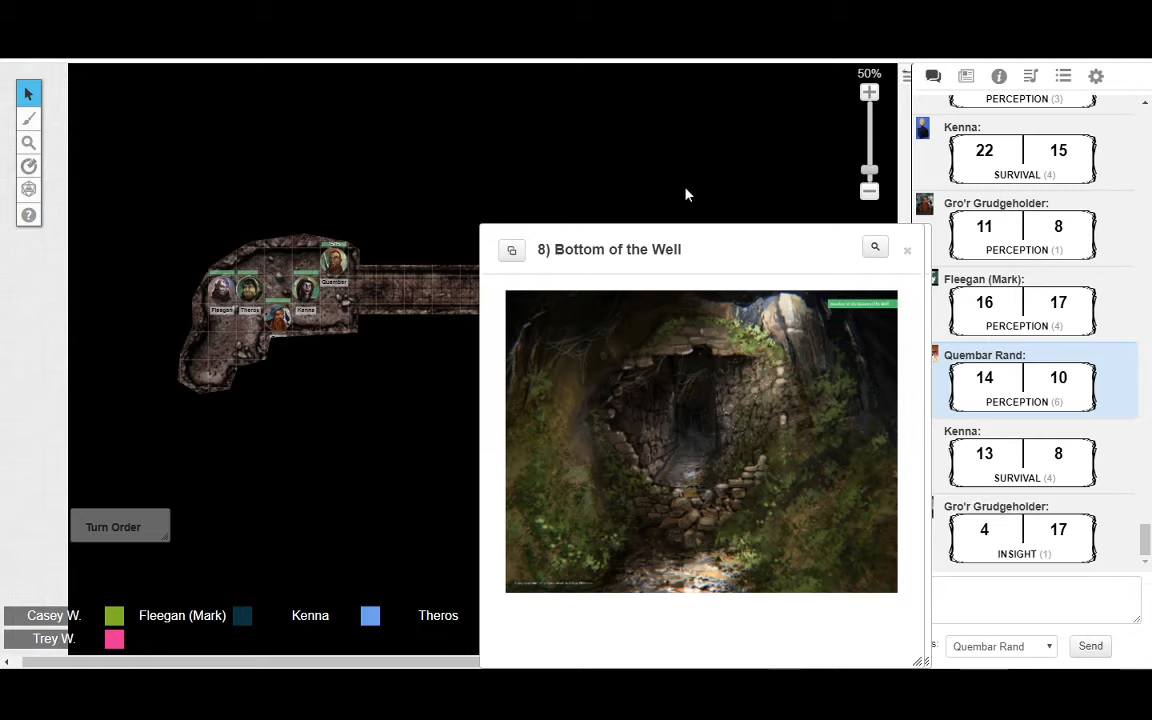 50%
PERCEPTION (3)
Kenna:
22 15
SURVIVAL (4)
Gro'r Grudgeholder:
11 8
PERCEPTION (1)
Fleegan (Mark):
16 17
PERCEPTION (4)
Quembar Rand:
14 10
PERCEPTION (6)
Kenna:
13 8
SURVIVAL (4)
Gro'r Grudgeholder:
4 17
INSIGHT (1)
s: Quembar Rand Send
8) Bottom of the Well
Quembar
Fleegan Theros Kenna
Turn Order
Casey W. Fleegan (Mark) Kenna Theros
Trey W.